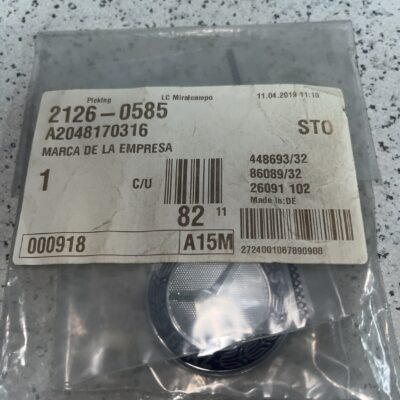 Picking LC Miralcampo 11.04.2019 11:10
2126-0585 STO
A2048170316
MARCA DE LA EMPRESA
1 C/U
82 11
448693/32
86089/32
26091 102
Made in:DE
000918 A15M
2724001067890908